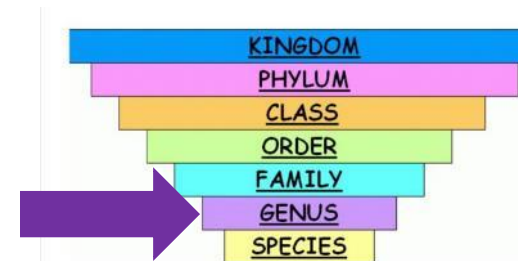 KINGDOM
PHYLUM
CLASS
ORDER
FAMILY
GENUS
SPECIES